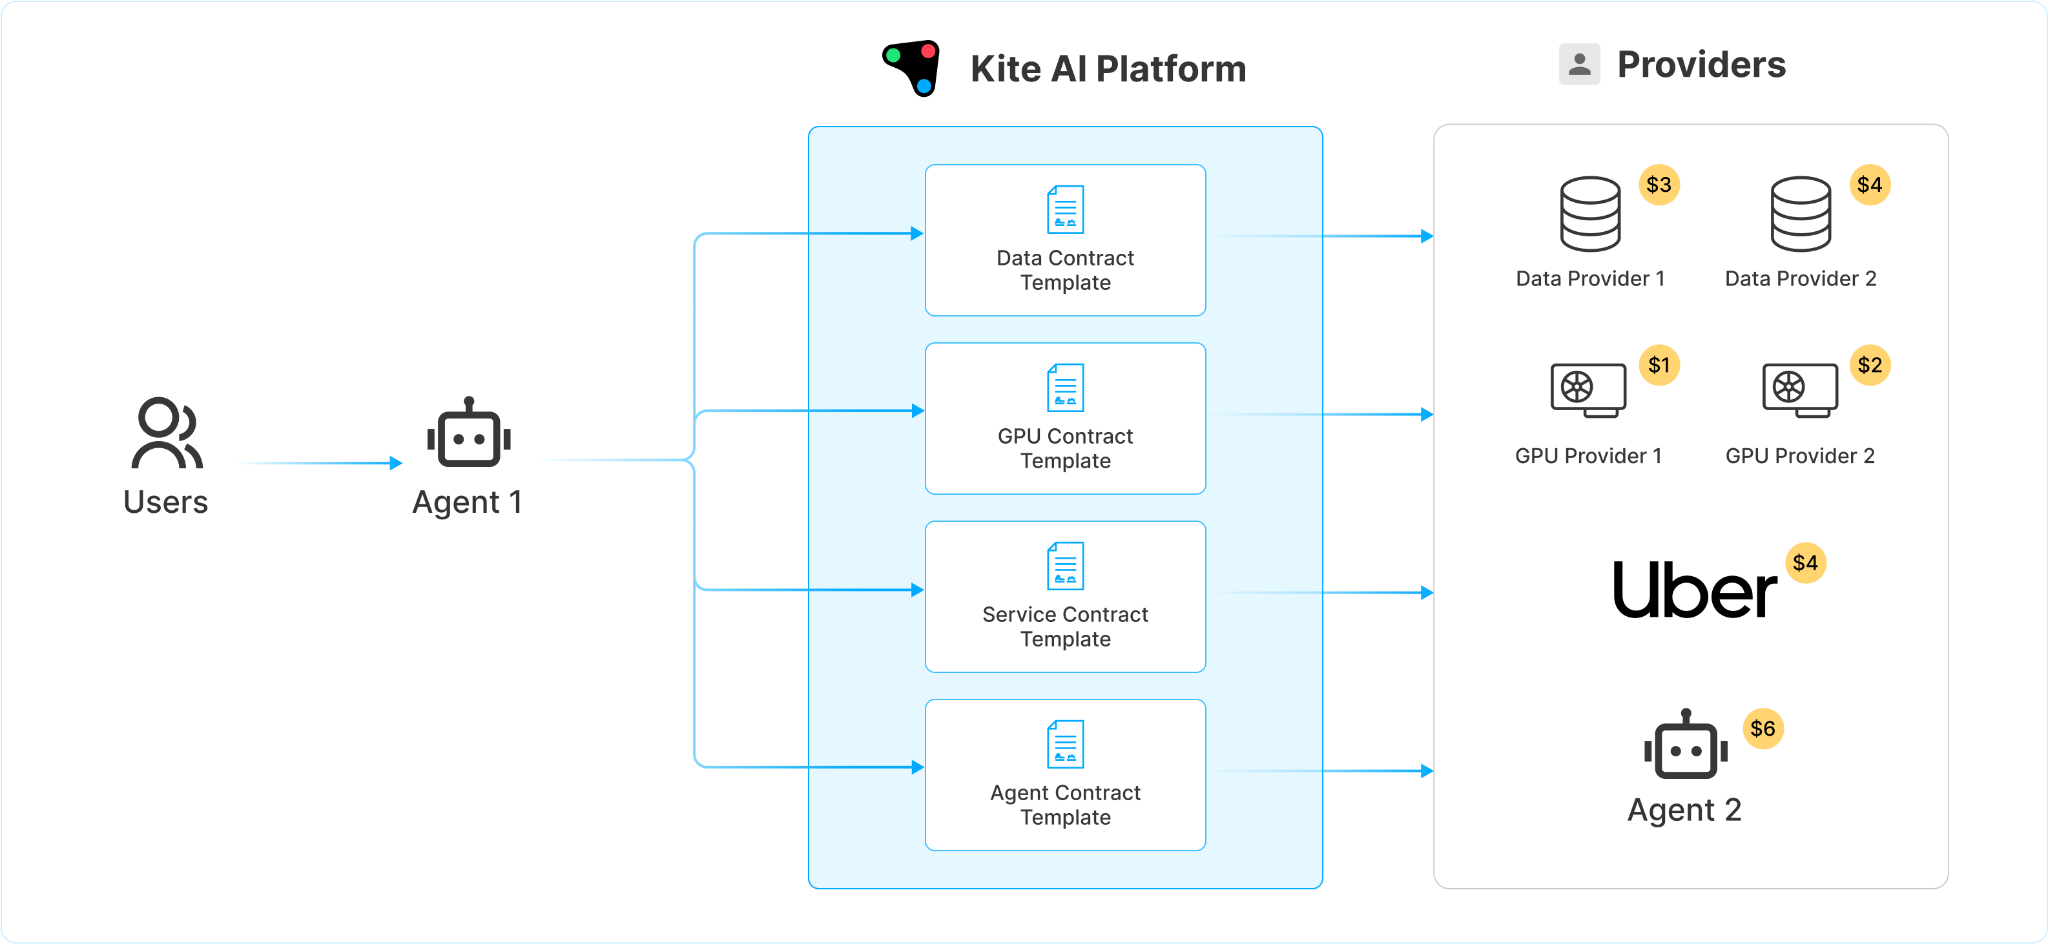 Kite AI Platform
Providers
Users
Agent 1
Data Contract
Template
GPU Contract
Template
Service Contract
Template
Agent Contract
Template
$3
$4
Data Provider 1
Data Provider 2
$1
$2
GPU Provider 1
GPU Provider 2
Uber
$4
$6
Agent 2